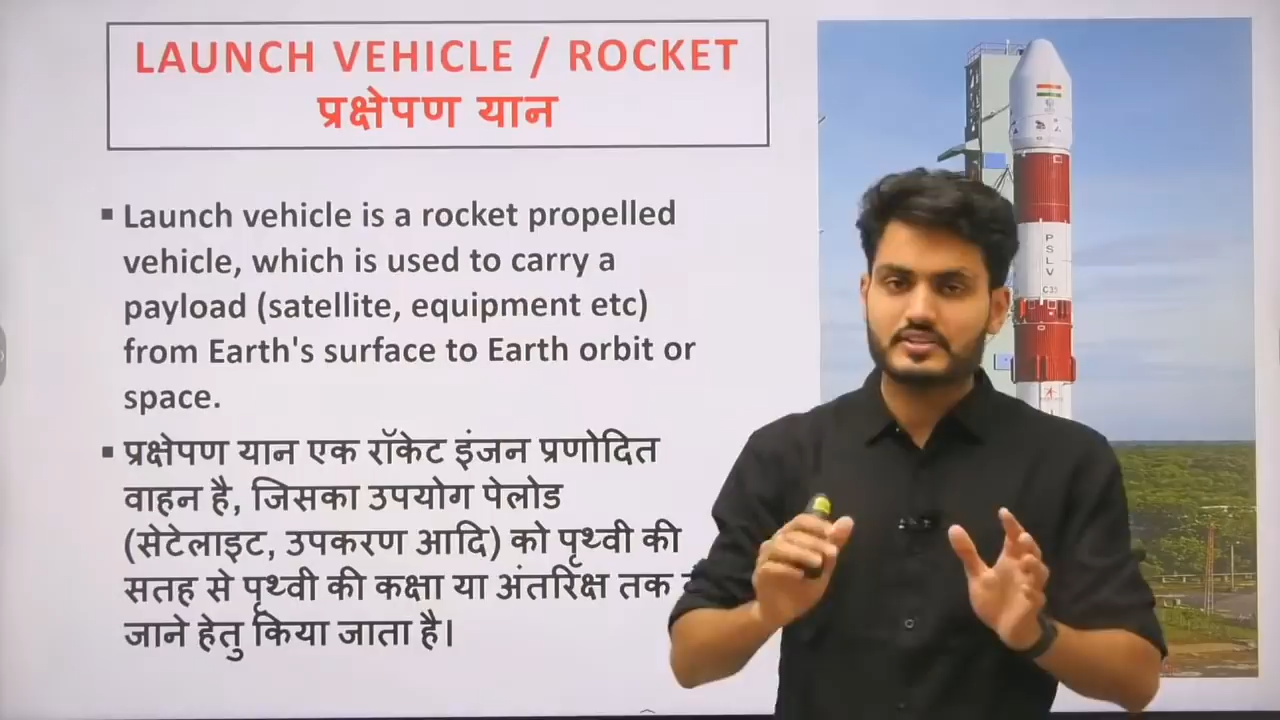 LAUNCH VEHICLE / ROCKET
प्रक्षेपण यान
▪ Launch vehicle is a rocket propelled
vehicle, which is used to carry a
payload (satellite, equipment etc)
from Earth's surface to Earth orbit or
space.
▪ प्रक्षेपण यान एक रॉकेट इंजन प्रणोदित
वाहन है, जिसका उपयोग पेलोड
(सेटेलाइट, उपकरण आदि) को पृथ्वी की
सतह से पृथ्वी की कक्षा या अंतरिक्ष तक
जाने हेतु किया जाता है।
P
S
L
V
C35